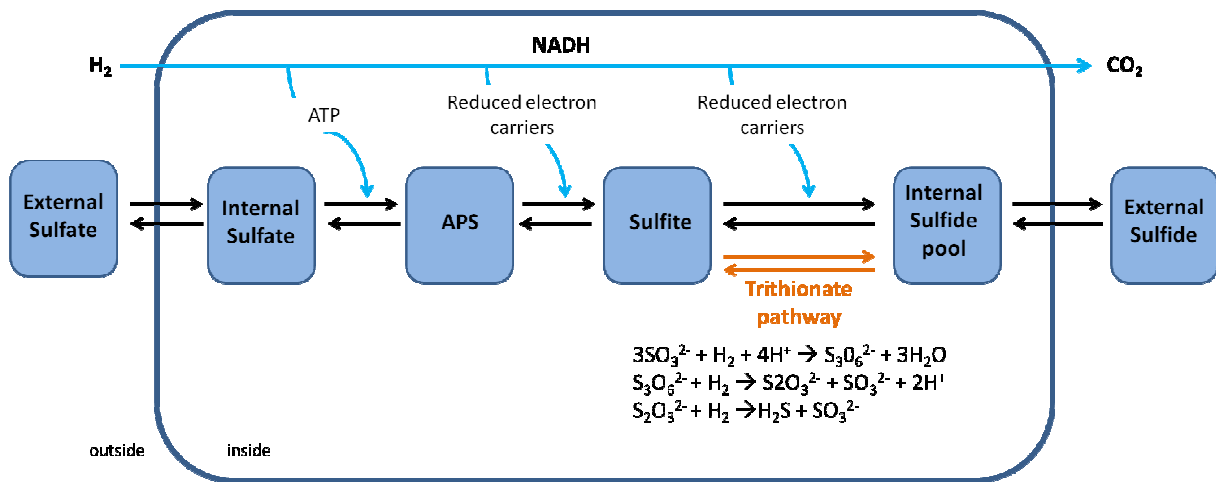 NADH
H₂
CO₂
ATP
Reduced electron
carriers
Reduced electron
carriers
External
Sulfate
Internal
Sulfate
APS
Sulfite
Internal
Sulfide
pool
External
Sulfide
Trithionate
pathway
3SO₃²⁻ + H₂ + 4H⁺ → S₃0₆²⁻ + 3H₂O
S₃O₆²⁻ + H₂ → S2O₃²⁻ + SO₃²⁻ + 2H⁺
S₂O₃²⁻ + H₂ → H₂S + SO₃²⁻
outside
inside